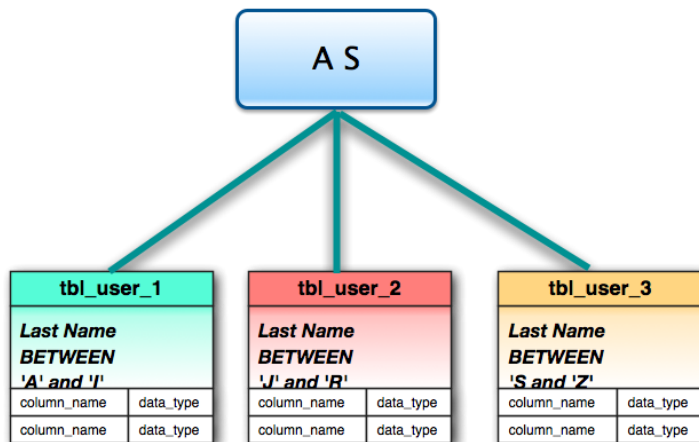 A S
tbl_user_1
Last Name
BETWEEN
'A' and 'I'
column_name data_type
column_name data_type
tbl_user_2
Last Name
BETWEEN
'J' and 'R'
column_name data_type
column_name data_type
tbl_user_3
Last Name
BETWEEN
'S and 'Z'
column_name data_type
column_name data_type